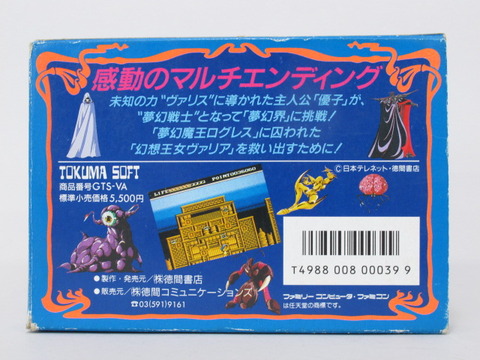 感動のマルチエンディング
未知の力“ヴァリス”に導かれた主人公「優子」が、
“夢幻戦士”となって「夢幻界」に挑戦!
「夢幻魔王ログレス」に囚われた
「幻想王女ヴァリア」を救い出すために!
TOKUMA SOFT
商品番号GTS-VA
標準小売価格 5,500円
©日本テレネット・徳間書店
POINT0036060
T4988 008 00039 9
●製作・発売元/㈱徳間書店
●販売元/㈱徳間コミュニケーションズ
☎03(591)9161
ファミリーコンピュータ・ファミコン
は任天堂の商標です。